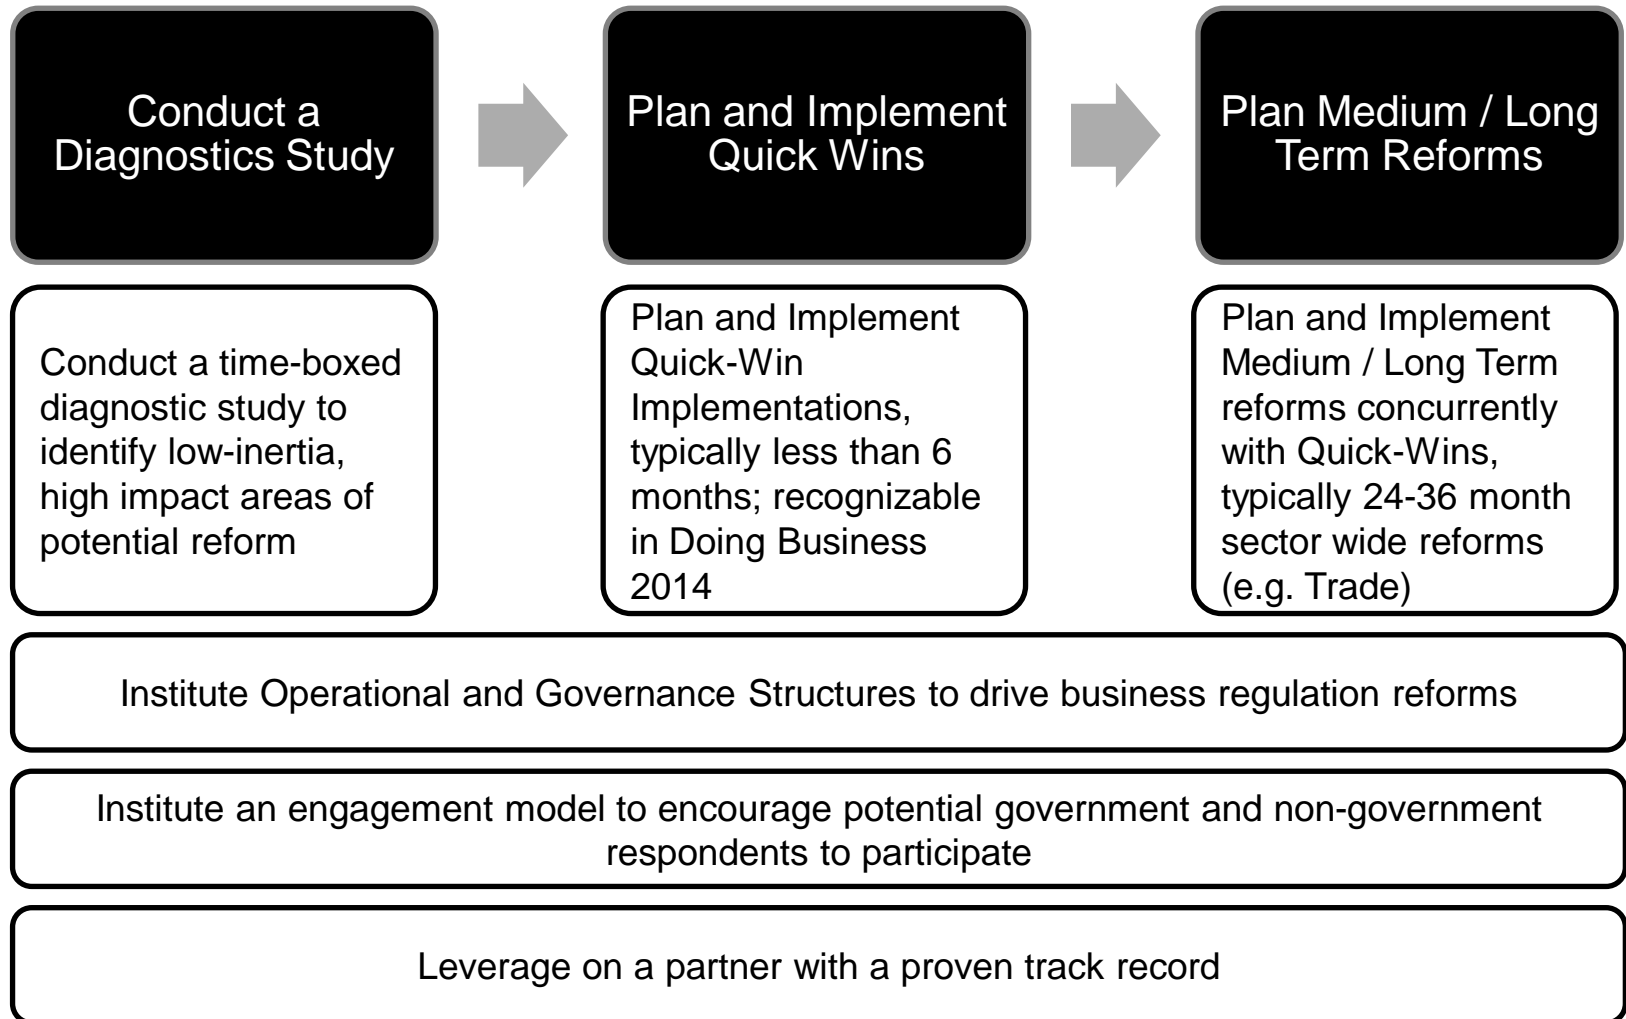 Conduct a
Diagnostics Study
Plan and Implement
Quick Wins
Plan Medium / Long
Term Reforms
Conduct a time-boxed
diagnostic study to
identify low-inertia,
high impact areas of
potential reform
Plan and Implement
Quick-Win
Implementations,
typically less than 6
months; recognizable
in Doing Business
2014
Plan and Implement
Medium / Long Term
reforms concurrently
with Quick-Wins,
typically 24-36 month
sector wide reforms
(e.g. Trade)
Institute Operational and Governance Structures to drive business regulation reforms
Institute an engagement model to encourage potential government and non-government
respondents to participate
Leverage on a partner with a proven track record